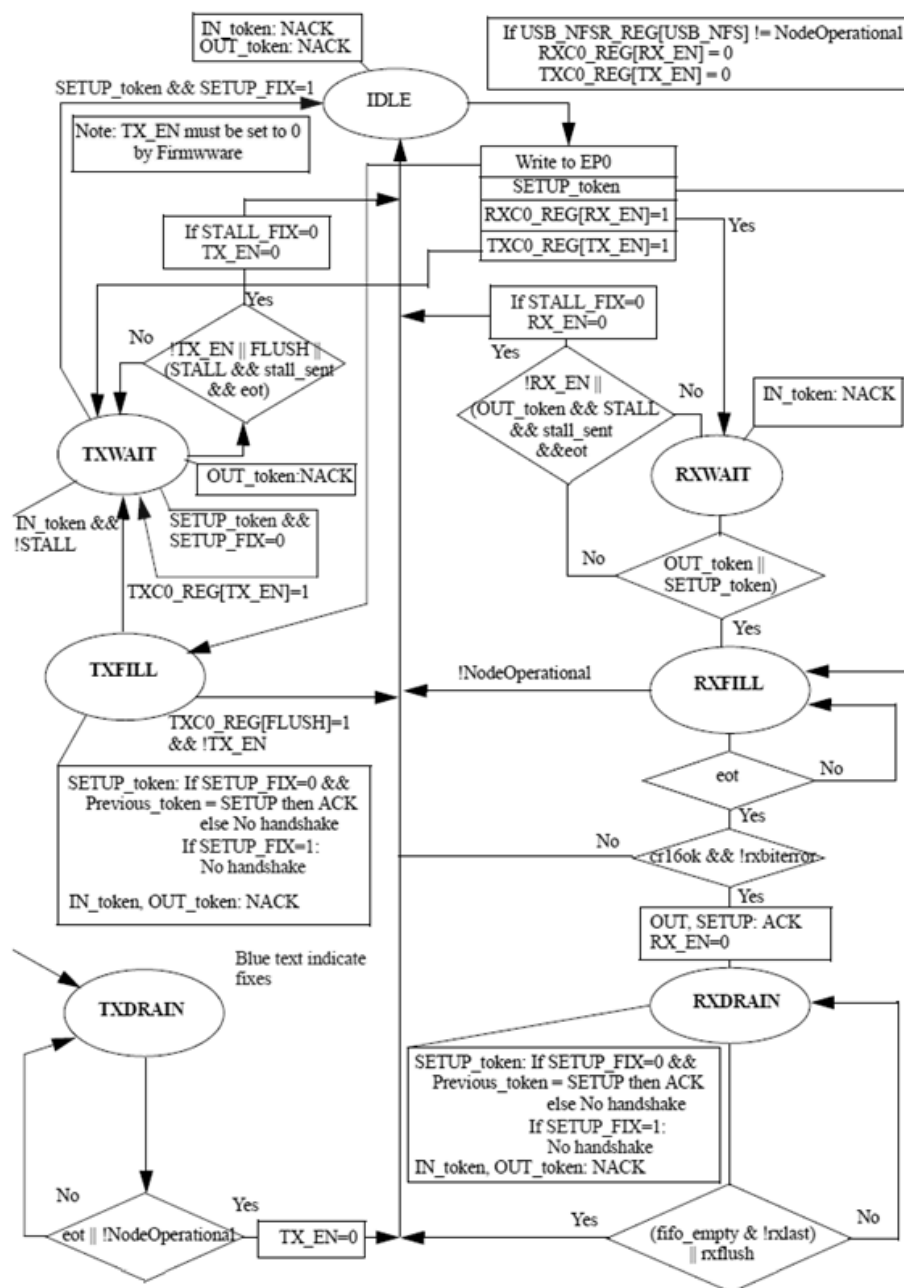 IN_token: NACK
OUT_token: NACK
If USB_NFSR_REG[USB_NFS] != NodeOperational
RXC0_REG[RX_EN] = 0
TXC0_REG[TX_EN] = 0
SETUP_token && SETUP_FIX=1
IDLE
Note: TX_EN must be set to 0
by Firmwware
Write to EP0
SETUP_token
RXC0_REG[RX_EN]=1
TXC0_REG[TX_EN]=1
Yes
If STALL_FIX=0
TX_EN=0
Yes
No
!TX_EN || FLUSH ||
(STALL && stall_sent
&& eot)
If STALL_FIX=0
RX_EN=0
Yes
!RX_EN ||
(OUT_token && STALL
&& stall_sent
&&eot
No
IN_token: NACK
TXWAIT
OUT_token:NACK
RXWAIT
IN_token &&
!STALL
SETUP_token &&
SETUP_FIX=0
TXC0_REG[TX_EN]=1
No
OUT_token ||
SETUP_token)
Yes
TXFILL
!NodeOperational
RXFILL
TXC0_REG[FLUSH]=1
&& !TX_EN
eot
No
Yes
SETUP_token: If SETUP_FIX=0 &&
Previous_token = SETUP then ACK
else No handshake
If SETUP_FIX=1:
No handshake
IN_token, OUT_token: NACK
No
cr16ok && !rxbiterror
Yes
OUT, SETUP: ACK
RX_EN=0
Blue text indicate
fixes
TXDRAIN
RXDRAIN
SETUP_token: If SETUP_FIX=0 &&
Previous_token = SETUP then ACK
else No handshake
If SETUP_FIX=1:
No handshake
IN_token, OUT_token: NACK
No
eot || !NodeOperational
Yes
TX_EN=0
Yes
(fifo_empty & !rxlast)
|| rxflush
No